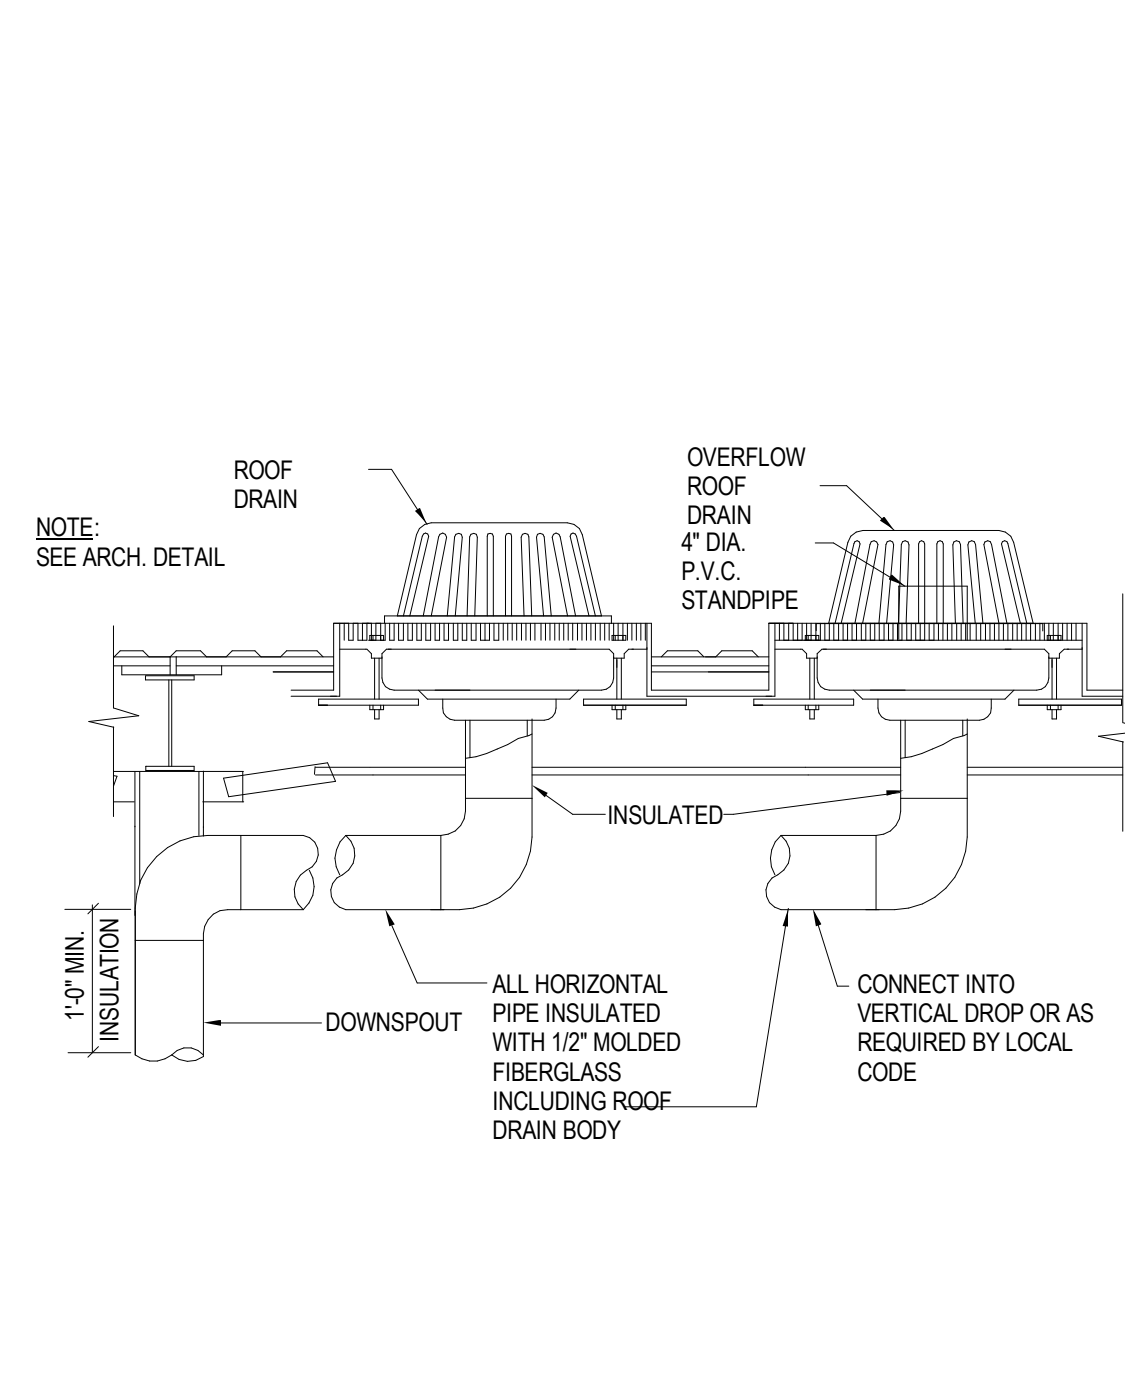 ROOF
DRAIN
OVERFLOW
ROOF
DRAIN
4" DIA.
P.V.C.
STANDPIPE
NOTE:
SEE ARCH. DETAIL
INSULATED
1'-0" MIN.
INSULATION
DOWNSPOUT
ALL HORIZONTAL
PIPE INSULATED
WITH 1/2" MOLDED
FIBERGLASS
INCLUDING ROOF
DRAIN BODY
CONNECT INTO
VERTICAL DROP OR AS
REQUIRED BY LOCAL
CODE